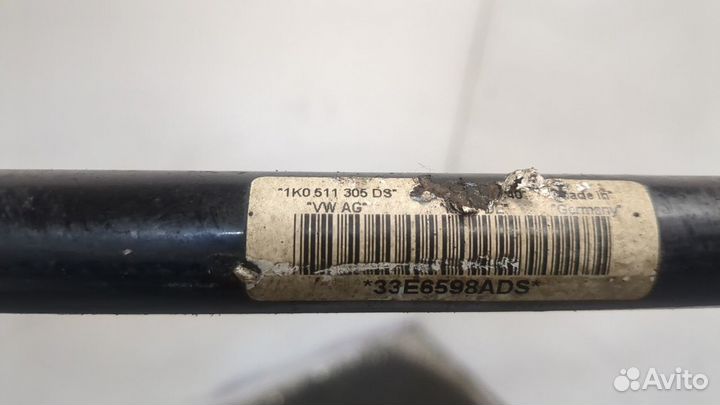 "1K0 511 305 DS" Made in
"VW AG" "Germany"
*33E6598ADS*
Avito